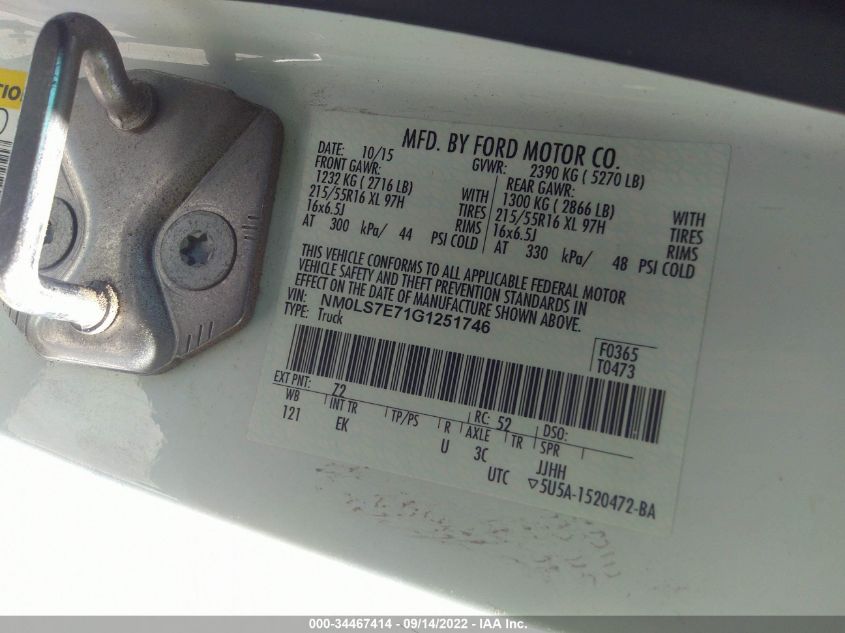 TION
MFD. BY FORD MOTOR CO.
DATE: 10/15 GVWR: 2390 KG ( 5270 LB)
FRONT GAWR: REAR GAWR:
1232 KG ( 2716 LB) WITH 1300 KG ( 2866 LB) WITH
215/55R16 XL 97H TIRES 215/55R16 XL 97H TIRES
16x6.5J RIMS 16x6.5J RIMS
AT 300 kPa/ 44 PSI COLD AT 330 kPa/ 48 PSI COLD
THIS VEHICLE CONFORMS TO ALL APPLICABLE FEDERAL MOTOR
VEHICLE SAFETY AND THEFT PREVENTION STANDARDS IN
EFFECT ON THE DATE OF MANUFACTURE SHOWN ABOVE.
VIN: NM0LS7E71G1251746
TYPE: Truck
F0365
T0473
EXT PNT: Z2 RC: 52 DSO:
WB INT TR TP/PS R AXLE TR SPR
121 EK U 3C JJHH
UTC ▽5U5A-1520472-BA
000-34467414 - 09/14/2022 - IAA Inc.